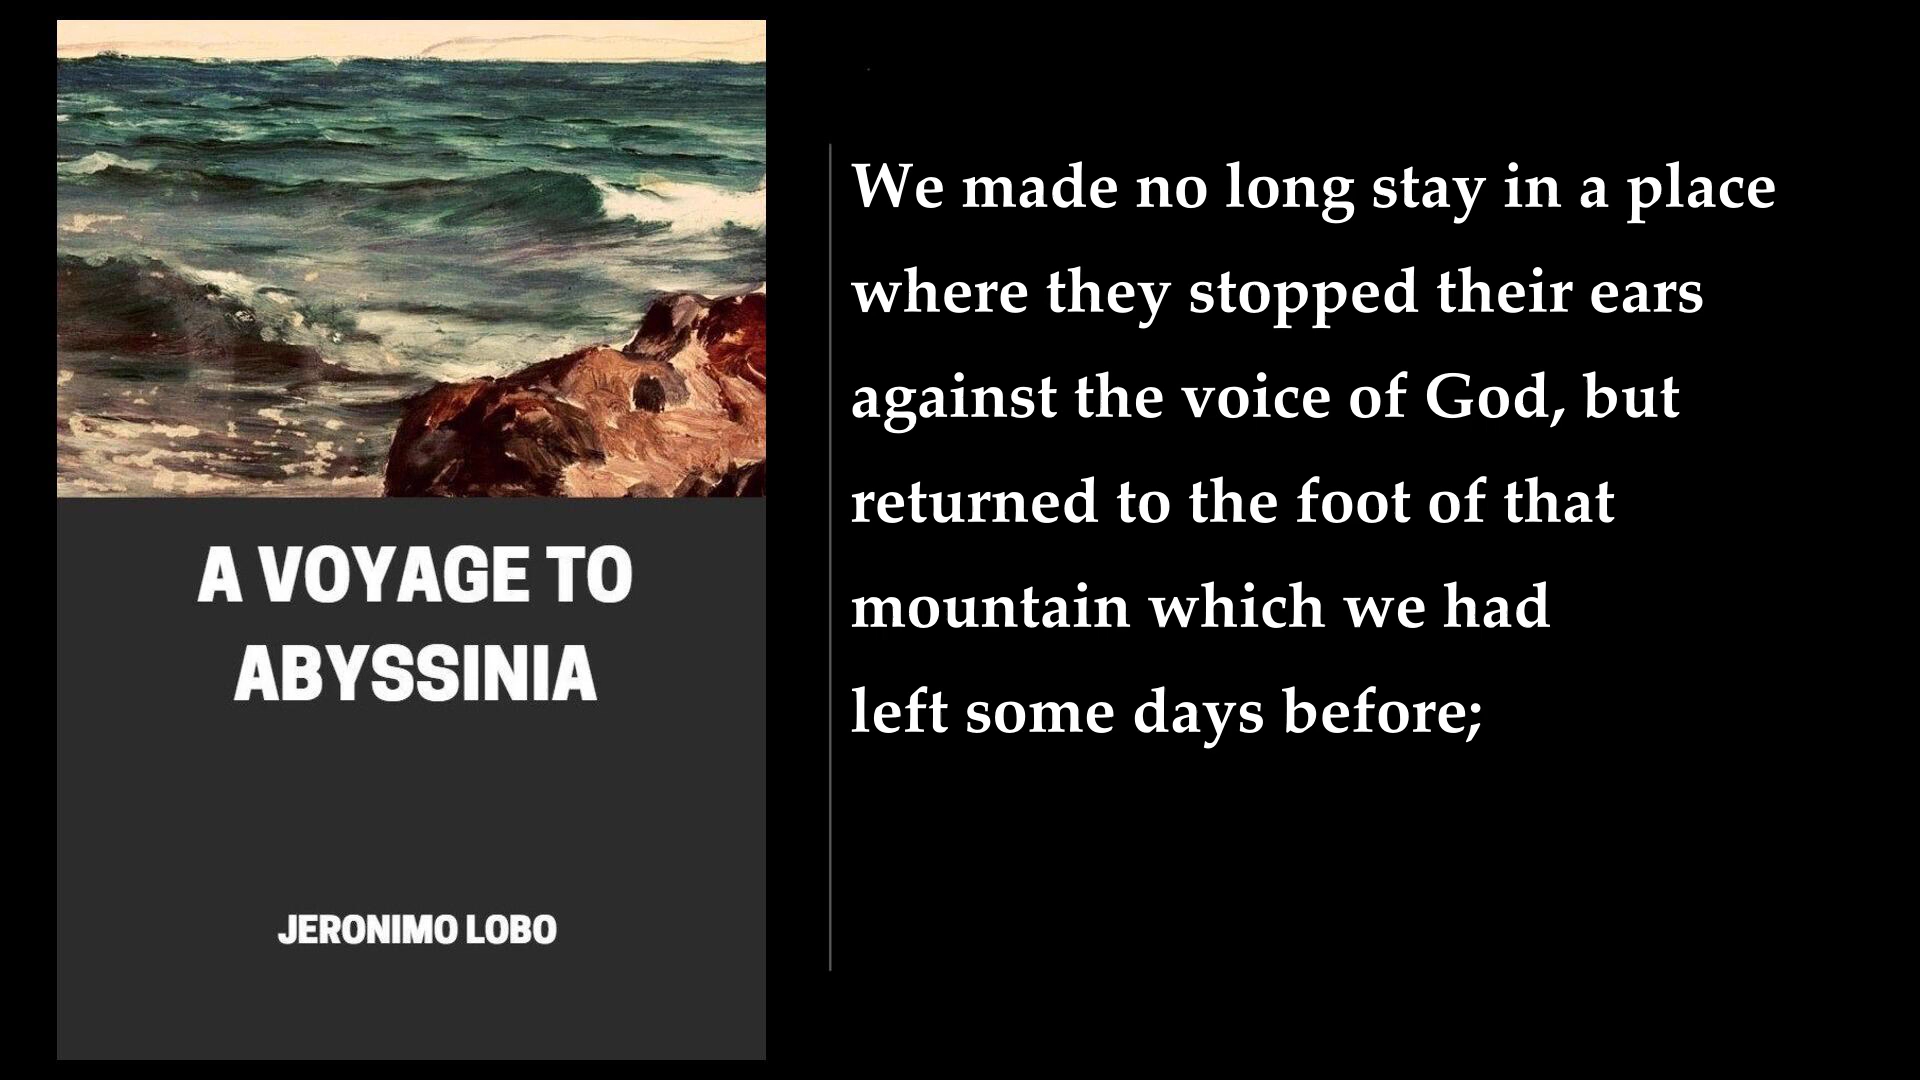 A VOYAGE TO
ABYSSINIA
JERONIMO LOBO
We made no long stay in a place
where they stopped their ears
against the voice of God, but
returned to the foot of that
mountain which we had
left some days before;